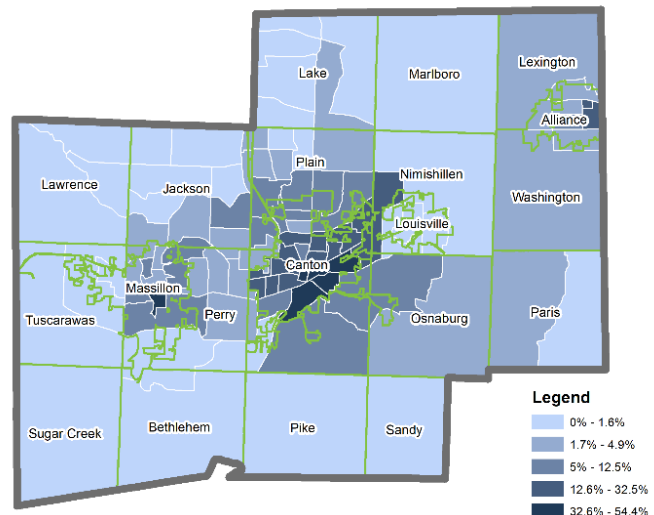 Lexington
Lake
Marlboro
Alliance
Plain
Nimishillen
Lawrence
Jackson
Washington
Louisville
Canton
Massillon
Tuscarawas
Perry
Osnaburg
Paris
Sugar Creek
Bethlehem
Pike
Sandy
Legend
0% - 1.6%
1.7% - 4.9%
5% - 12.5%
12.6% - 32.5%
32.6% - 54.4%